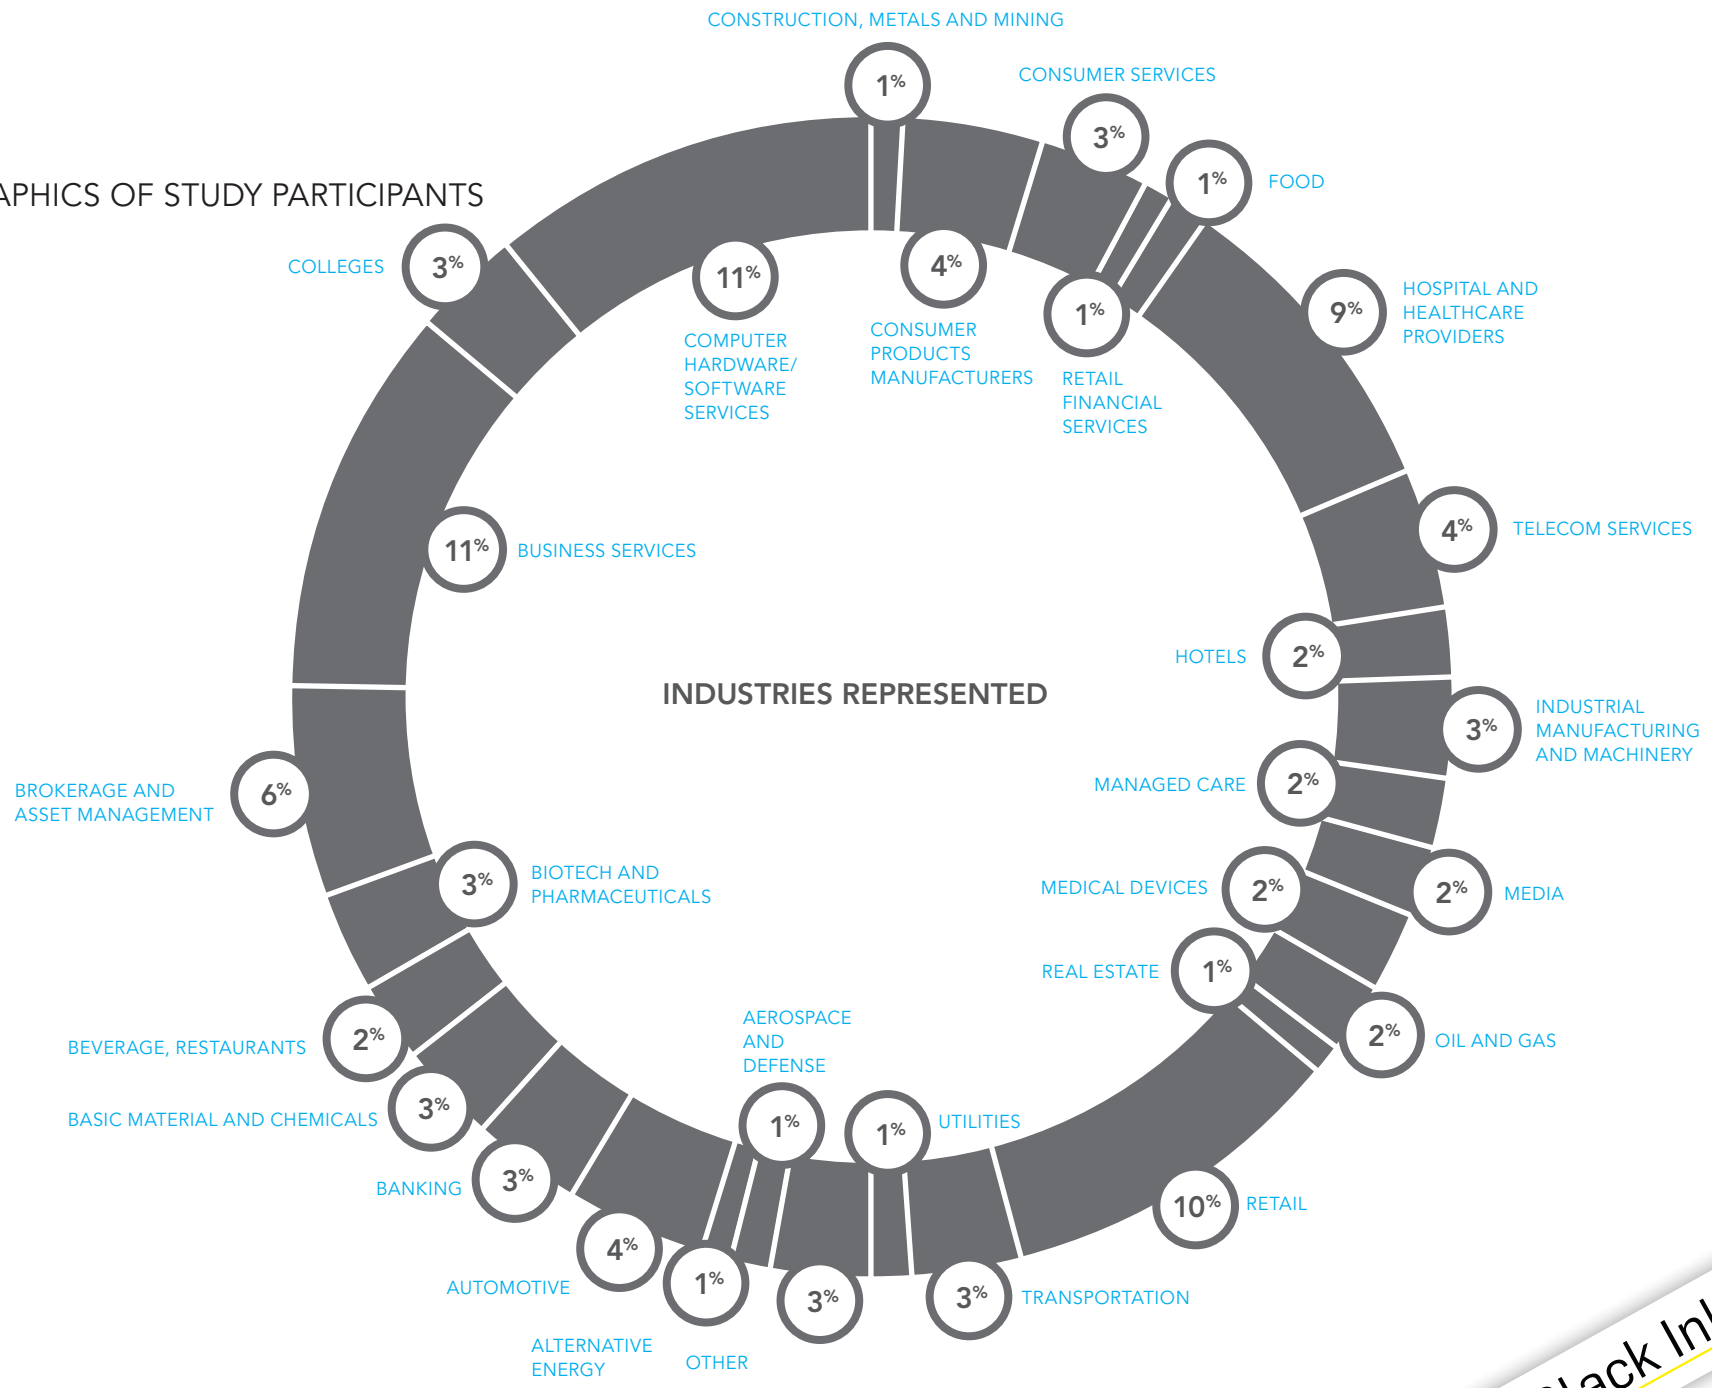 CONSTRUCTION, METALS AND MINING
1%
CONSUMER SERVICES
3%
1%
FOOD
APHICS OF STUDY PARTICIPANTS
COLLEGES
3%
11%
COMPUTER
HARDWARE/
SOFTWARE
SERVICES
4%
CONSUMER
PRODUCTS
MANUFACTURERS
1%
RETAIL
FINANCIAL
SERVICES
9%
HOSPITAL AND
HEALTHCARE
PROVIDERS
4%
TELECOM SERVICES
11%
BUSINESS SERVICES
HOTELS
2%
INDUSTRIES REPRESENTED
3%
INDUSTRIAL
MANUFACTURING
AND MACHINERY
MANAGED CARE
2%
BROKERAGE AND
ASSET MANAGEMENT
6%
3%
BIOTECH AND
PHARMACEUTICALS
MEDICAL DEVICES
2%
2%
MEDIA
REAL ESTATE
1%
2%
OIL AND GAS
BEVERAGE, RESTAURANTS
2%
BASIC MATERIAL AND CHEMICALS
3%
BANKING
3%
AEROSPACE
AND
DEFENSE
1%
1%
UTILITIES
10%
RETAIL
4%
AUTOMOTIVE
1%
3%
3%
TRANSPORTATION
ALTERNATIVE
ENERGY
OTHER
lack In